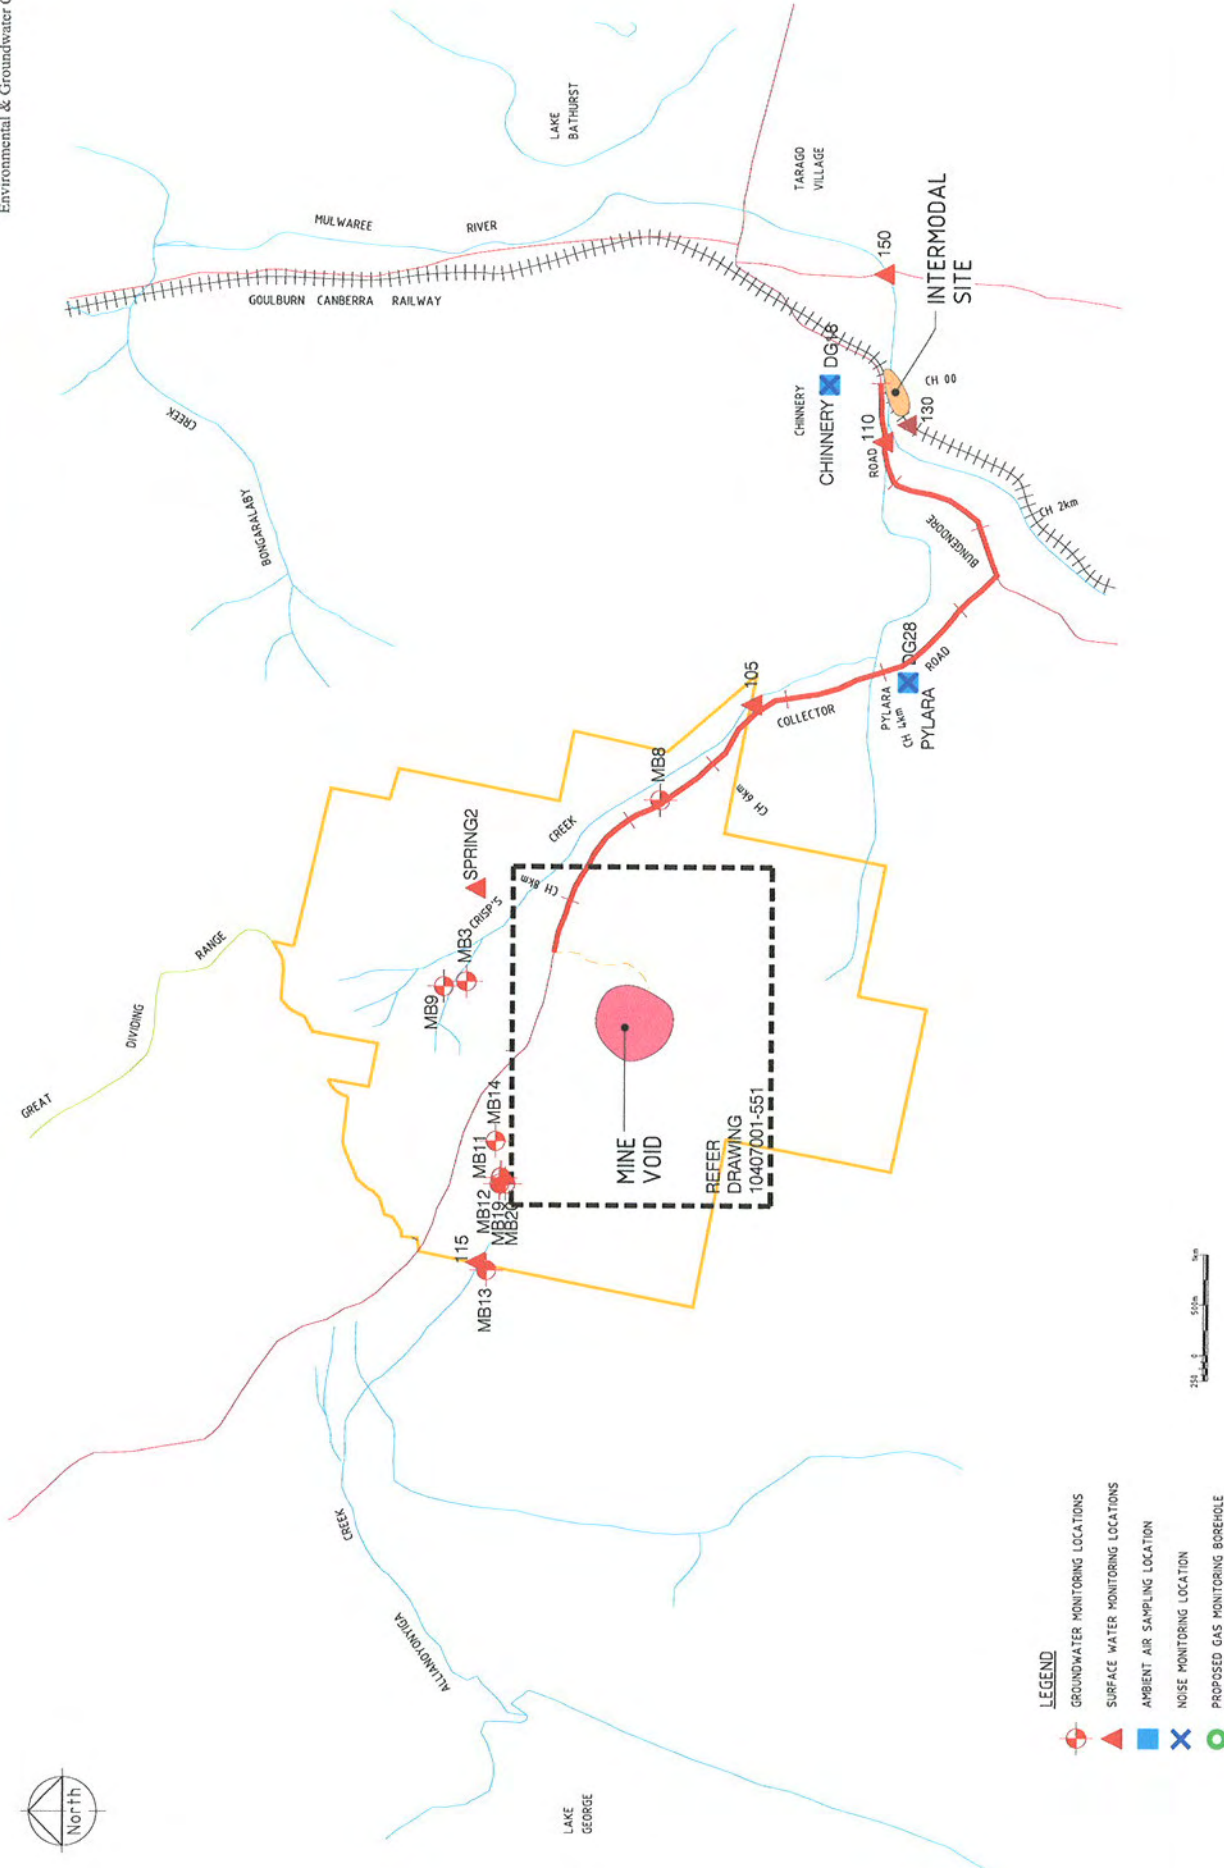 Environmental & Groundwater
North
GREAT
DIVIDING
RANGE
CREEK
BONGARALABY
MULWAREE
RIVER
GOULBURN CANBERRA RAILWAY
LAKE
BATHURST
TARAGO
VILLAGE
150
INTERMODAL
SITE
CHINNERY
CHINNERY
DG18
CH 00
130
110
ROAD
BUNGENDORE
CH 2km
DG28
ROAD
PYLARA
CH 4km
PYLARA
COLLECTOR
105
CH 6km
MB8
CREEK
CH 8km
SPRING2
CRISP'S
MB3
MB9
MB14
MB11
MB12
MB19
MB20
115
MB13
MINE
VOID
REFER
DRAWING
10407001-551
CREEK
ALLIANOYONYIGA
LAKE
GEORGE
250 0 500m 1km
LEGEND
GROUNDWATER MONITORING LOCATIONS
SURFACE WATER MONITORING LOCATIONS
AMBIENT AIR SAMPLING LOCATION
NOISE MONITORING LOCATION
PROPOSED GAS MONITORING BOREHOLE